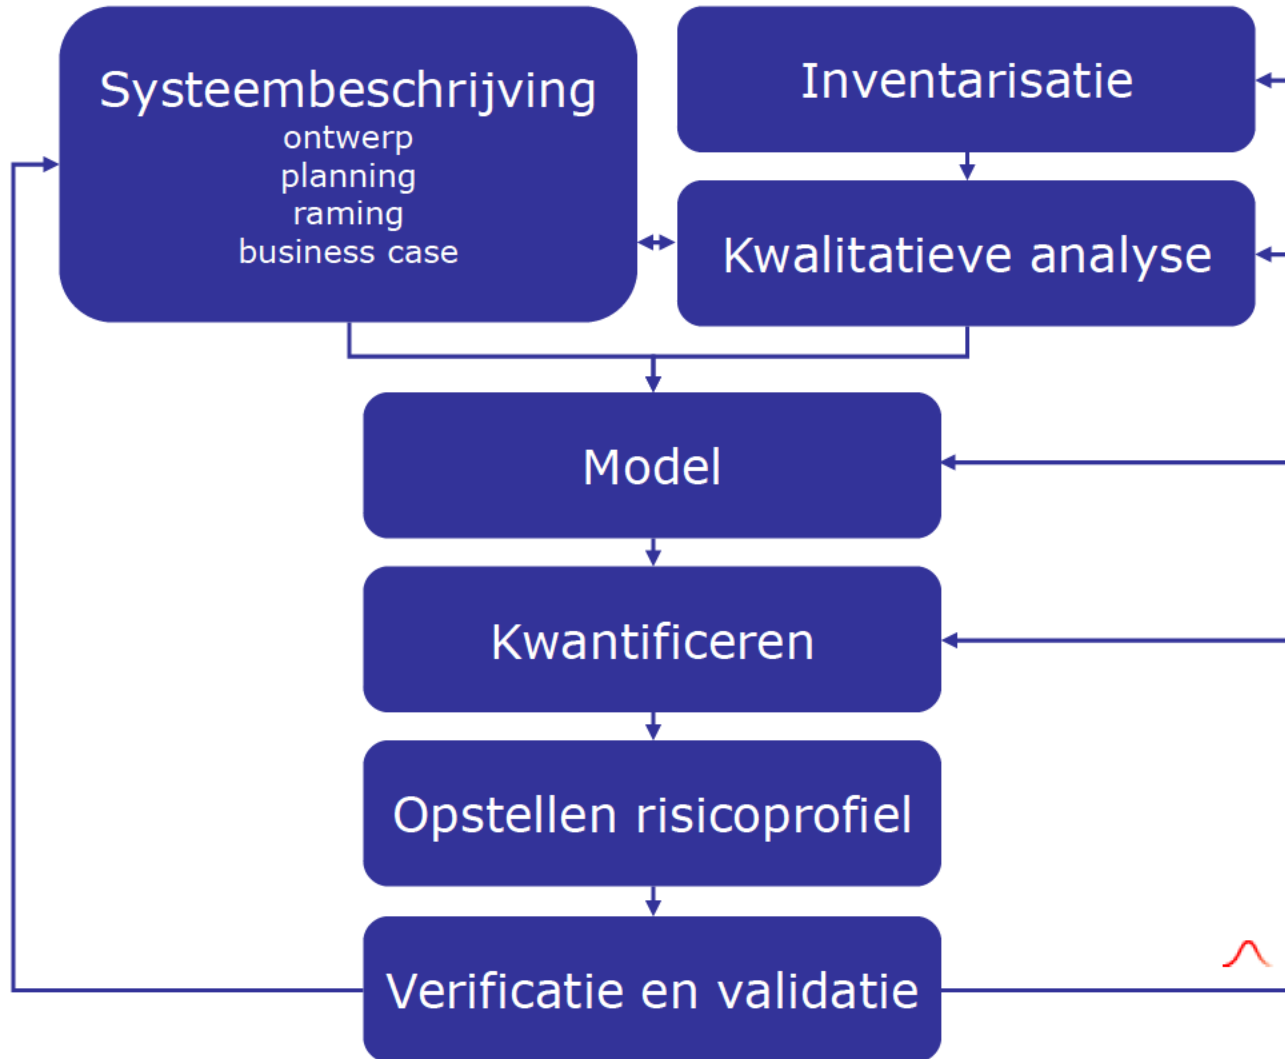 Systeembeschrijving
ontwerp
planning
raming
business case
Inventarisatie
Kwalitatieve analyse
Model
Kwantificeren
Opstellen risicoprofiel
Verificatie en validatie